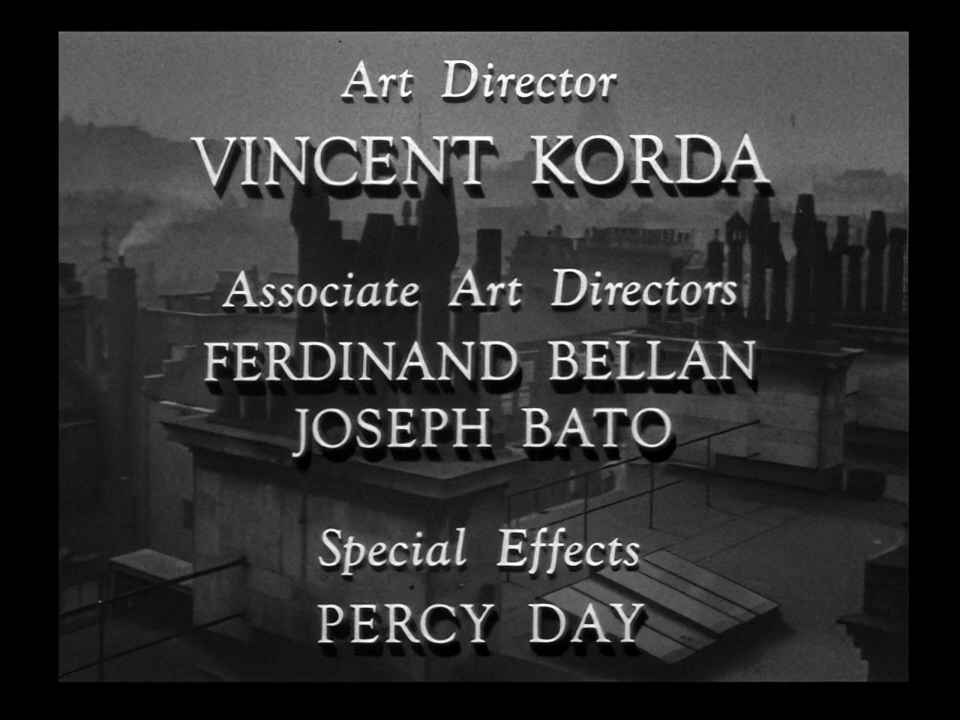 Art Director
VINCENT KORDA
Associate Art Directors
FERDINAND BELLAN
JOSEPH BATO
Special Effects
PERCY DAY